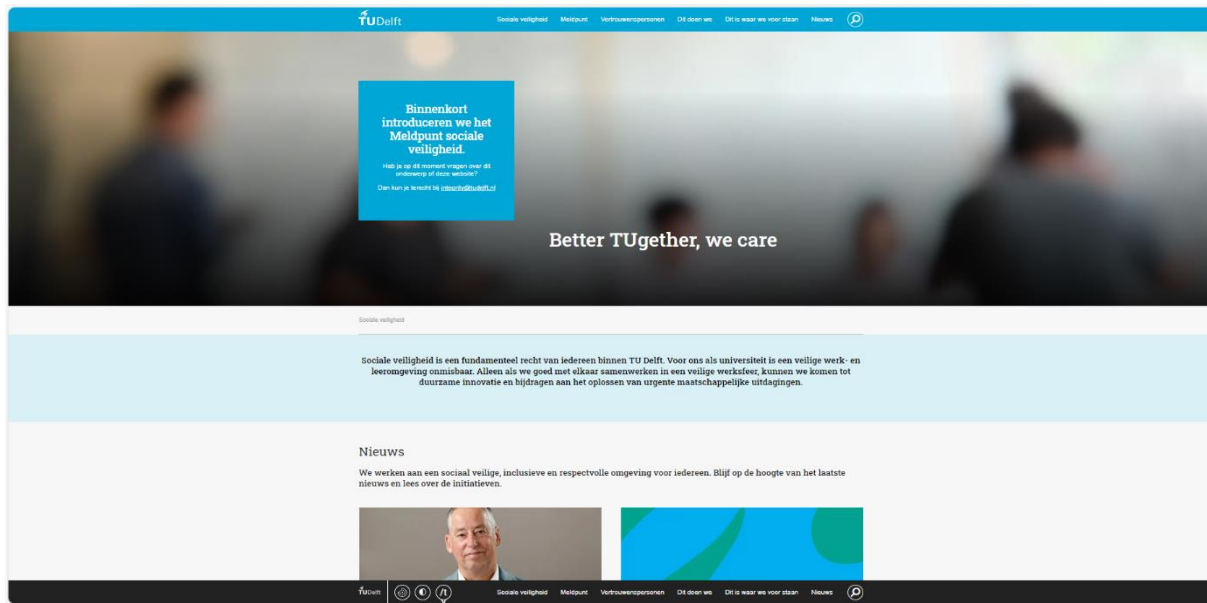 TU Delft
Sociale veiligheid Meldpunt Vertrouwenspersonen Dit doen we Dit is waar we voor staan Nieuws
Binnenkort
introduceren we het
Meldpunt sociale
veiligheid.
Heb je op dit moment vragen over dit
onderwerp of deze website?
Dan kun je terecht bij integrity@tudelft.nl
Better TUgether, we care
Sociale veiligheid
Sociale veiligheid is een fundamenteel recht van iedereen binnen TU Delft. Voor ons als universiteit is een veilige werk- en
leeromgeving onmisbaar. Alleen als we goed met elkaar samenwerken in een veilige werksfeer, kunnen we komen tot
duurzame innovatie en bijdragen aan het oplossen van urgente maatschappelijke uitdagingen.
Nieuws
We werken aan een sociaal veilige, inclusieve en respectvolle omgeving voor iedereen. Blijf op de hoogte van het laatste
nieuws en lees over de initiatieven.
TU Delft Sociale veiligheid Meldpunt Vertrouwenspersonen Dit doen we Dit is waar we voor staan Nieuws